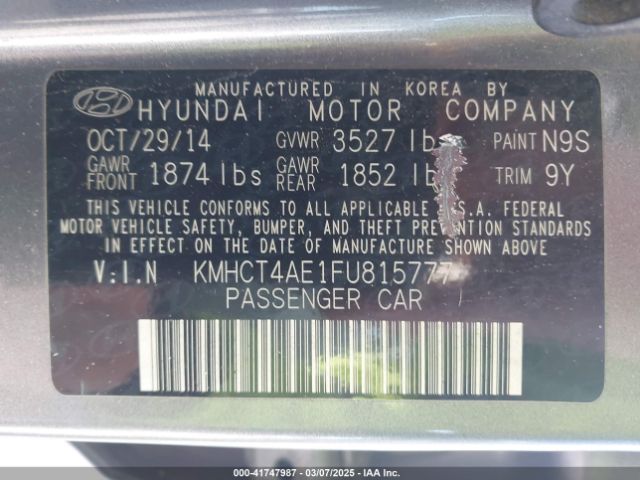 MANUFACTURED IN KOREA BY
HYUNDAI MOTOR COMPANY
OCT/29/14 GVWR 3527 lb PAINT N9S
GAWR FRONT 1874 lbs GAWR REAR 1852 lb TRIM 9Y
THIS VEHICLE CONFORMS TO ALL APPLICABLE U.S.A. FEDERAL
MOTOR VEHICLE SAFETY, BUMPER, AND THEFT PREVENTION STANDARDS
IN EFFECT ON THE DATE OF MANUFACTURE SHOWN ABOVE
V:I.N KMHCT4AE1FU815777
PASSENGER CAR
000-41747987 - 03/07/2025 - IAA Inc.